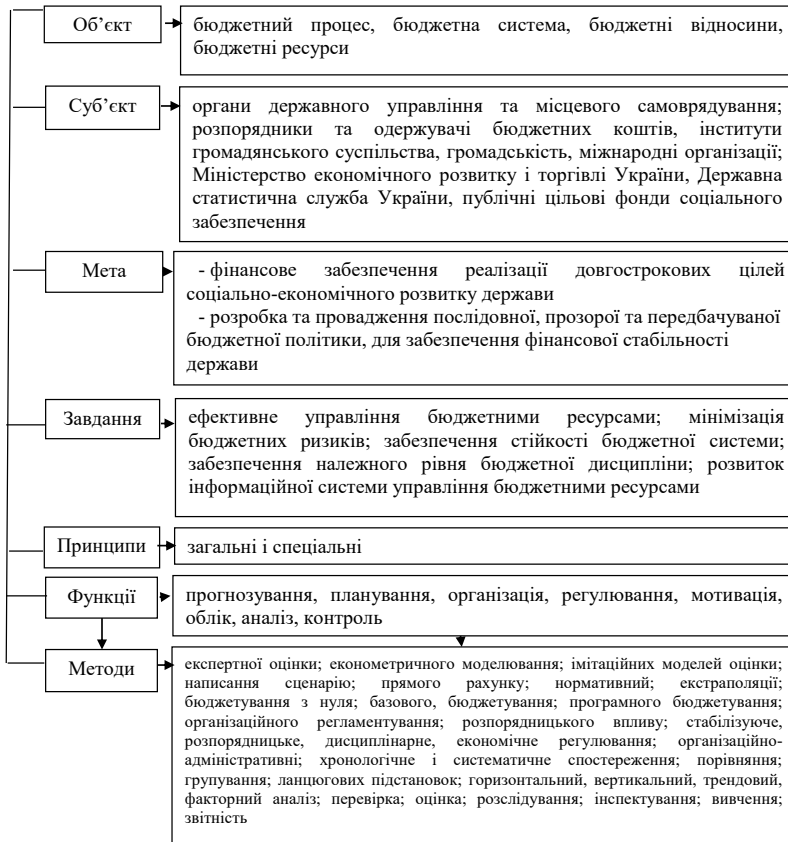 Об’єкт
бюджетний процес, бюджетна система, бюджетні відносини,
бюджетні ресурси
Суб’єкт
органи державного управління та місцевого самоврядування;
розпорядники та одержувачі бюджетних коштів, інститути
громадянського суспільства, громадськість, міжнародні організації;
Міністерство економічного розвитку і торгівлі України, Державна
статистична служба України, публічні цільові фонди соціального
забезпечення
Мета
- фінансове забезпечення реалізації довгострокових цілей
соціально-економічного розвитку держави
- розробка та провадження послідовної, прозорої та передбачуваної
бюджетної політики, для забезпечення фінансової стабільності
держави
Завдання
ефективне управління бюджетними ресурсами; мінімізація
бюджетних ризиків; забезпечення стійкості бюджетної системи;
забезпечення належного рівня бюджетної дисципліни; розвиток
інформаційної системи управління бюджетними ресурсами
Принципи
загальні і спеціальні
Функції
прогнозування, планування, організація, регулювання, мотивація,
облік, аналіз, контроль
Методи
експертної оцінки; економетричного моделювання; імітаційних моделей оцінки;
написання сценарію; прямого рахунку; нормативний; екстраполяції;
бюджетування з нуля; базового, бюджетування; програмного бюджетування;
організаційного регламентування; розпорядницького впливу; стабілізуюче,
розпорядницьке, дисциплінарне, економічне регулювання; організаційно-
адміністративні; хронологічне і систематичне спостереження; порівняння;
групування; ланцюгових підстановок; горизонтальний, вертикальний, трендовий,
факторний аналіз; перевірка; оцінка; розслідування; інспектування; вивчення;
звітність